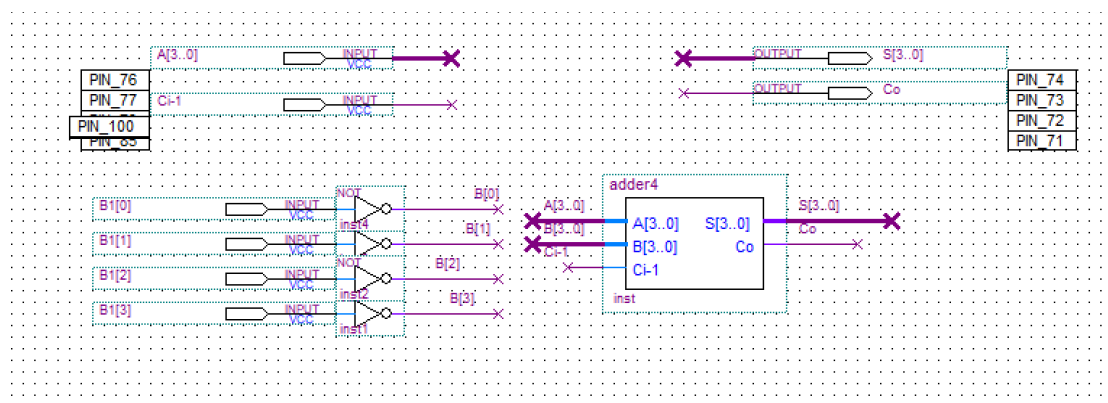 A[3..0] INPUT VCC
OUTPUT S[3..0]
PIN_76
PIN_77
PIN_100
Ci-1 INPUT VCC
OUTPUT Co
PIN_74
PIN_73
PIN_72
PIN_71
B1[0] INPUT VCC
NOT
inst4
B[0]
B1[1] INPUT VCC
B[1]
B1[2] INPUT VCC
NOT
inst2
B[2]
B1[3] INPUT VCC
inst1
B[3]
adder4
A[3..0]
B[3..0]
Ci-1
A[3..0] S[3..0]
B[3..0] Co
Ci-1
inst
S[3..0]
Co